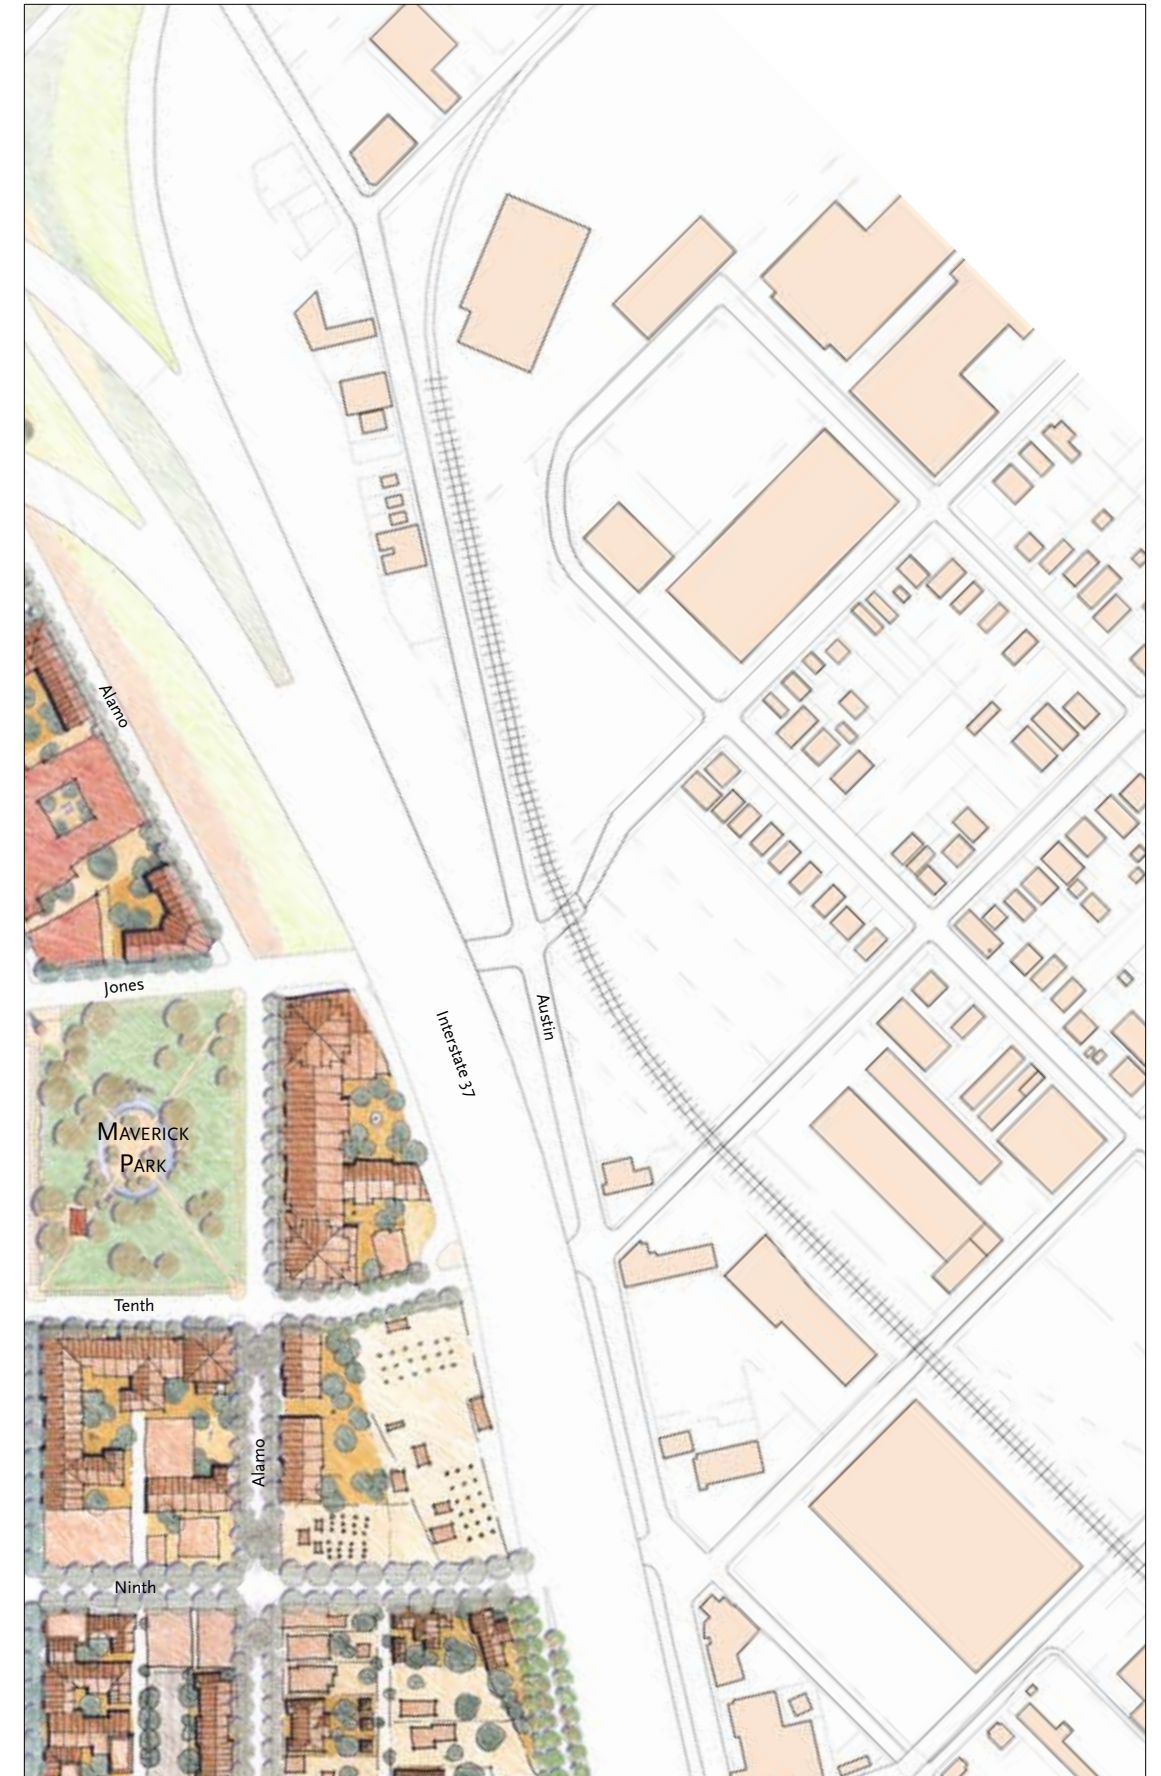 Alamo
Jones
Austin
Interstate 37
MAVERICK
PARK
Tenth
Alamo
Ninth